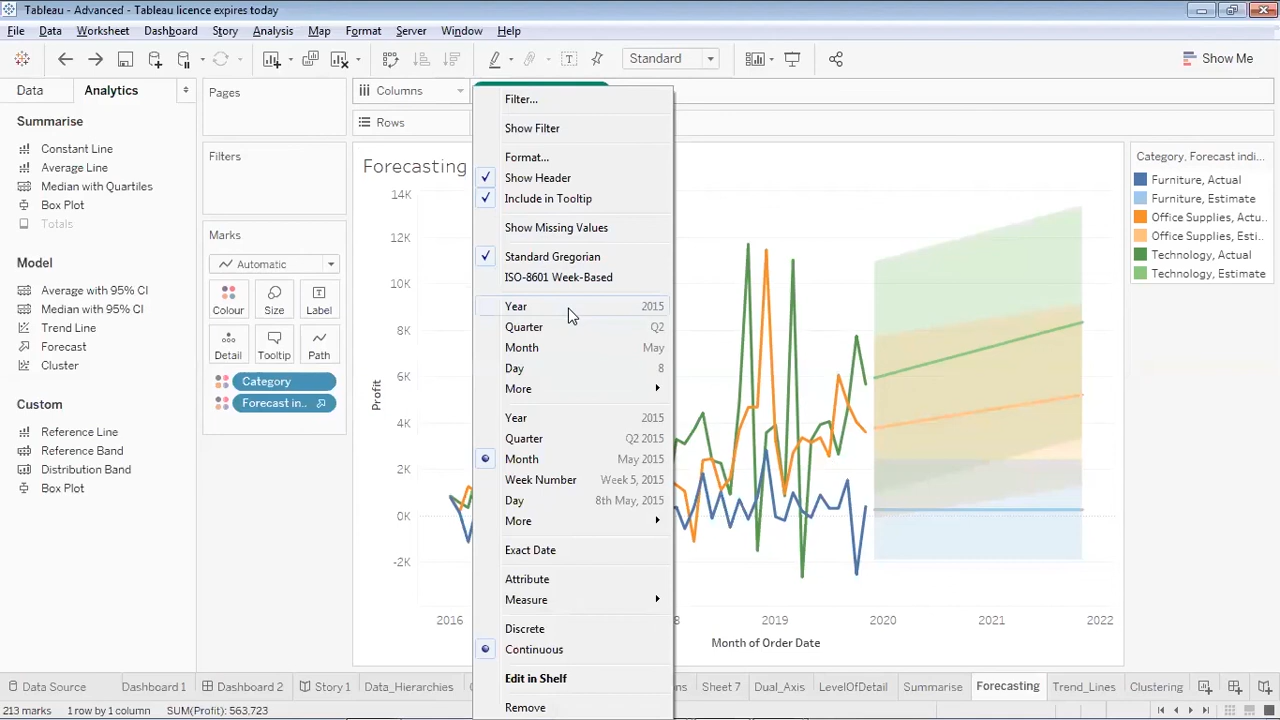 Tableau - Advanced - Tableau licence expires today
File Data Worksheet Dashboard Story Analysis Map Format Server Window Help
Standard
Show Me
Data Analytics
Pages
Columns
Rows
Summarise
Constant Line
Average Line
Median with Quartiles
Box Plot
Totals
Model
Average with 95% CI
Median with 95% CI
Trend Line
Forecast
Cluster
Custom
Reference Line
Reference Band
Distribution Band
Box Plot
Filters
Marks
Automatic
Colour Size Label
Detail Tooltip Path
Category
Forecast in..
Filter...
Show Filter
Format...
Show Header
Include in Tooltip
Show Missing Values
Standard Gregorian
ISO-8601 Week-Based
Year 2015
Quarter Q2
Month May
Day 8
More
Year 2015
Quarter Q2 2015
Month May 2015
Week Number Week 5, 2015
Day 8th May, 2015
More
Exact Date
Attribute
Measure
Discrete
Continuous
Edit in Shelf
Remove
Forecasting
14K
12K
10K
8K
6K
4K
2K
0K
-2K
Profit
2016
8
2019
2020
2021
2022
Month of Order Date
Category, Forecast indi...
Furniture, Actual
Furniture, Estimate
Office Supplies, Actu..
Office Supplies, Esti..
Technology, Actual
Technology, Estimate
Data Source Dashboard 1 Dashboard 2 Story 1 Data_Hierarchies ns Sheet 7 Dual_Axis LevelOfDetail Summarise Forecasting Trend_Lines Clustering
213 marks 1 row by 1 column SUM(Profit): 563,723